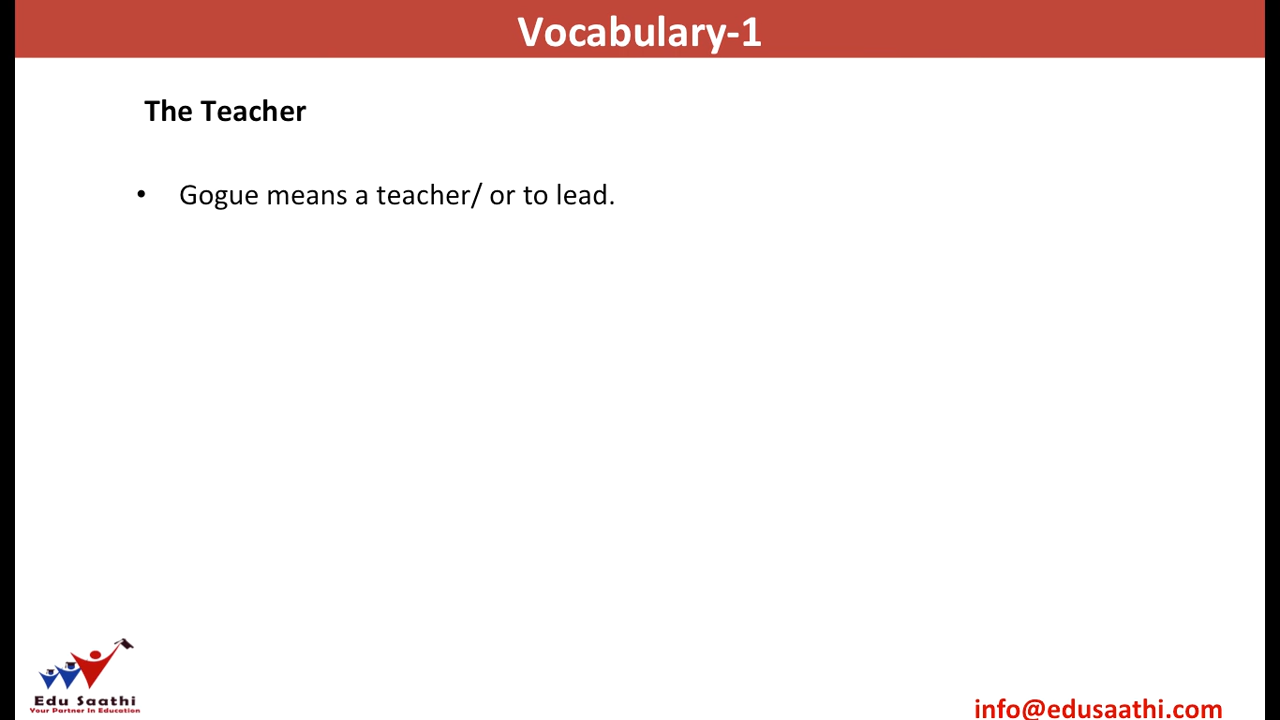 Vocabulary-1
The Teacher
• Gogue means a teacher/ or to lead.
Edu Saathi
Your Partner In Education
info@edusaathi.com